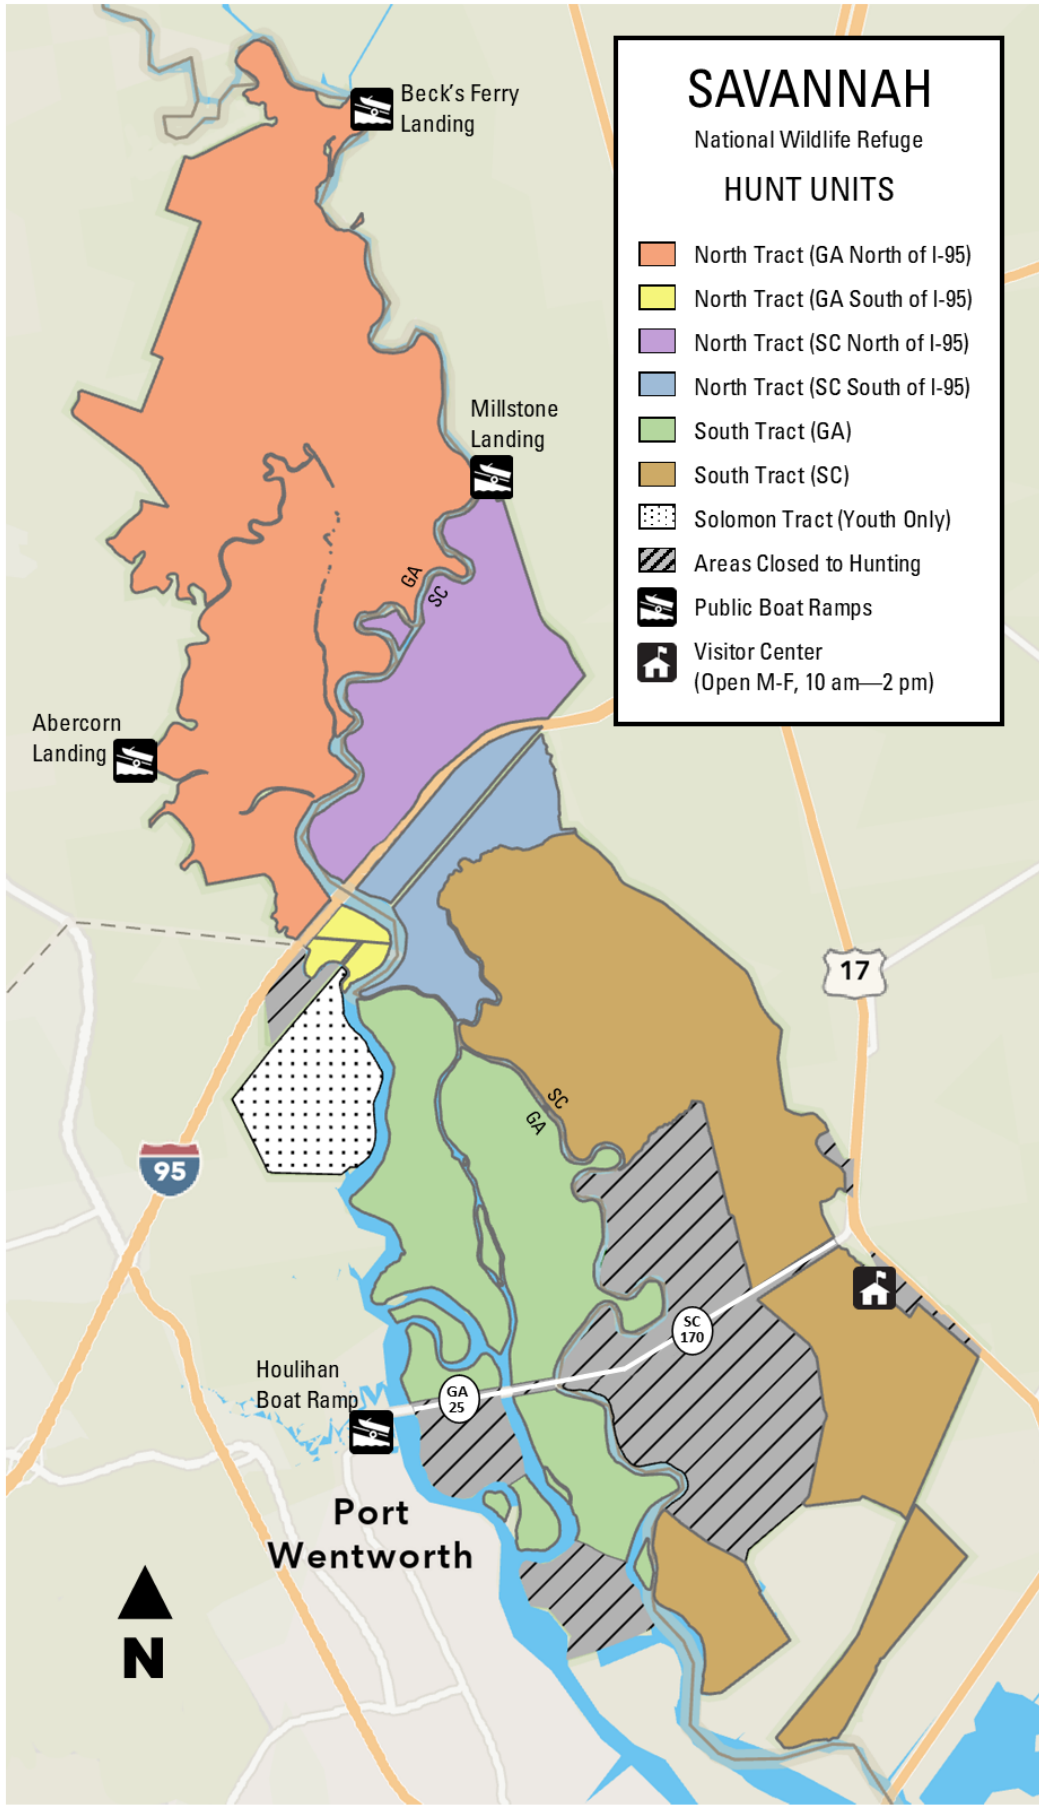 SAVANNAH
National Wildlife Refuge
HUNT UNITS
North Tract (GA North of I-95)
North Tract (GA South of I-95)
North Tract (SC North of I-95)
North Tract (SC South of I-95)
South Tract (GA)
South Tract (SC)
Solomon Tract (Youth Only)
Areas Closed to Hunting
Public Boat Ramps
Visitor Center
(Open M-F, 10 am—2 pm)
Beck's Ferry
Landing
Millstone
Landing
GA
SC
Abercorn
Landing
17
SC
GA
95
SC
170
Houlihan
Boat Ramp
GA
25
Port
Wentworth
N